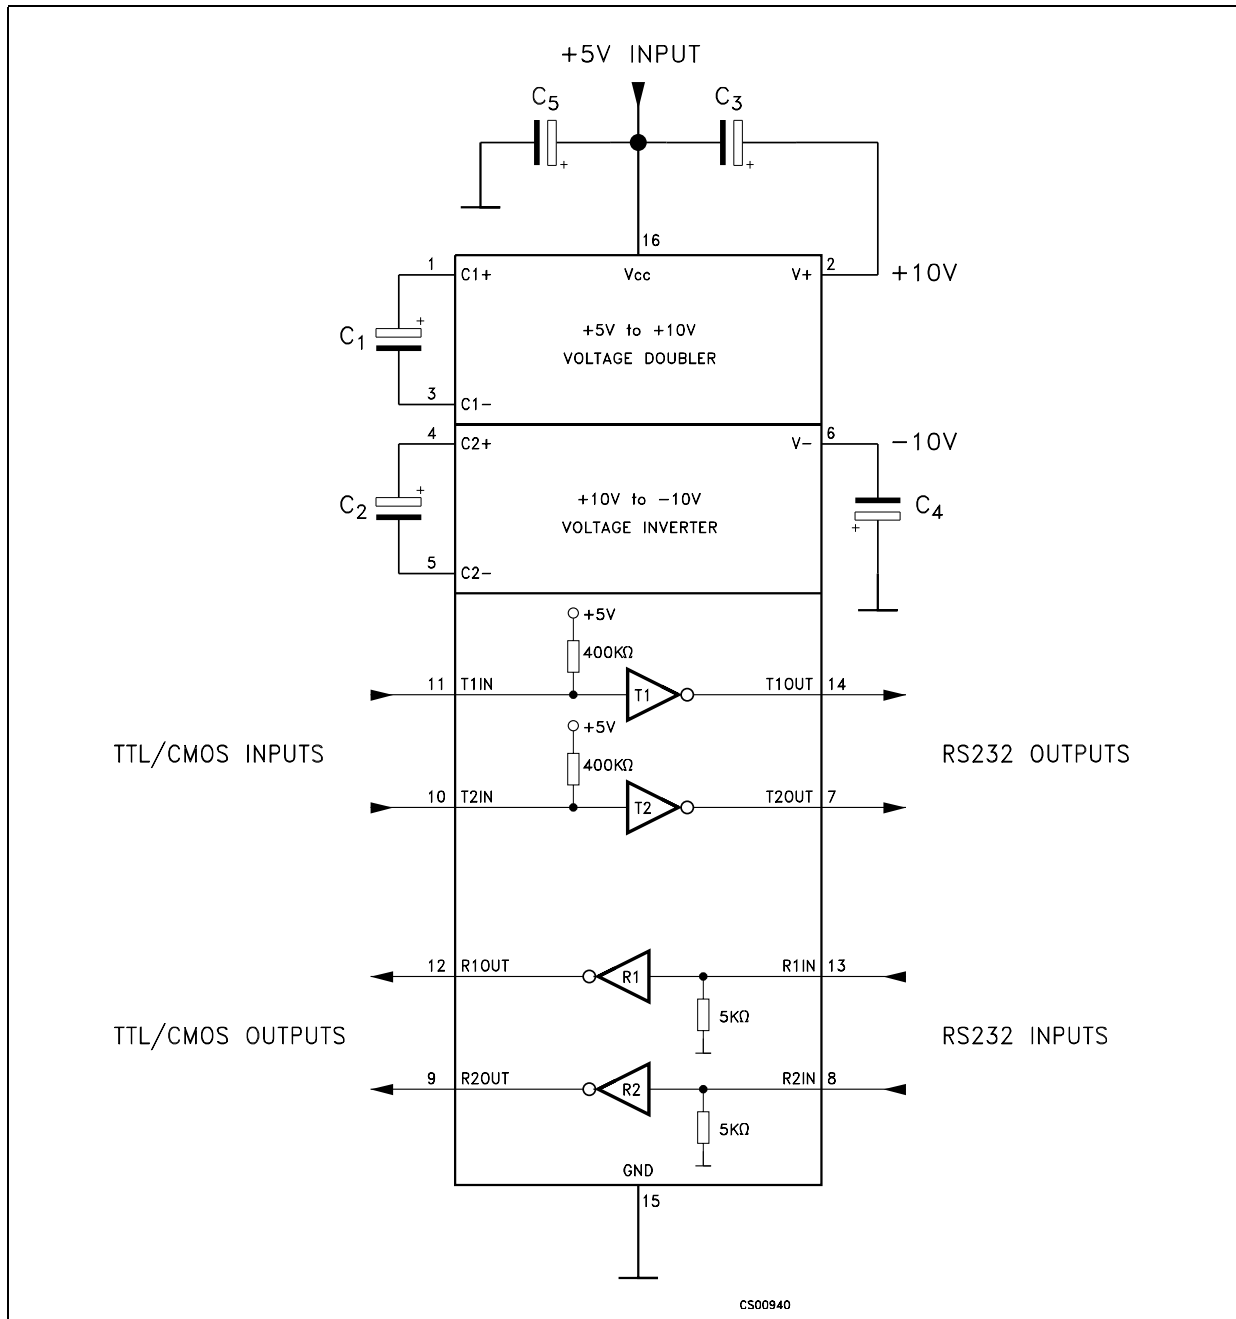 +5V INPUT
C5 C3
+ +
16
1 C1+ Vcc V+ 2 +10V
+
C1
+5V to +10V
VOLTAGE DOUBLER
3 C1-
4 C2+ V- 6 -10V
+
C2 C4
+
+10V to -10V
VOLTAGE INVERTER
5 C2-
+5V
400KΩ
11 T1IN T1 T1OUT 14
+5V
TTL/CMOS INPUTS RS232 OUTPUTS
400KΩ
10 T2IN T2 T2OUT 7
12 R1OUT R1 R1IN 13
5KΩ
TTL/CMOS OUTPUTS RS232 INPUTS
9 R2OUT R2 R2IN 8
5KΩ
GND
15
CS00940